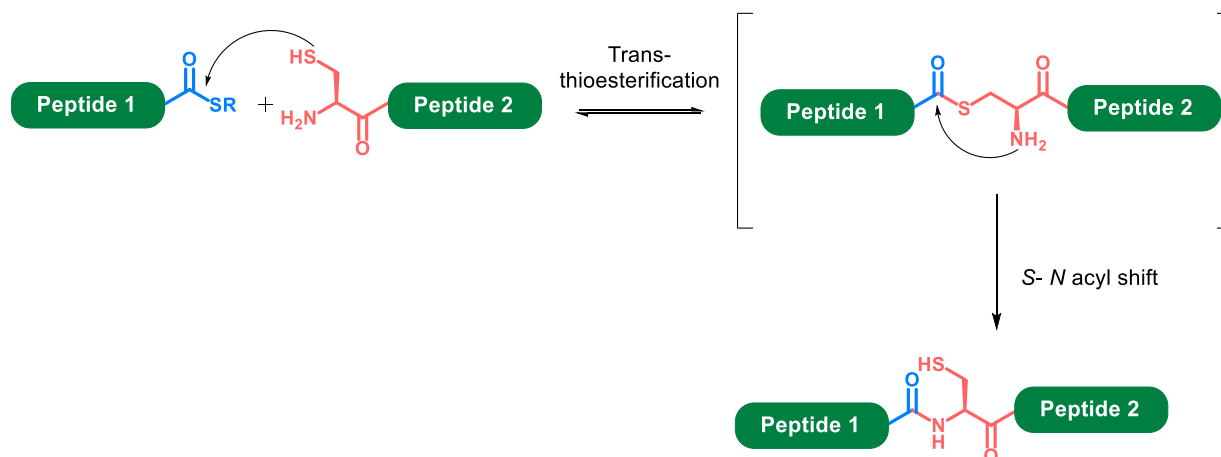 O
HS
Peptide 1
SR
+
H₂N
O
Peptide 2
Trans-
thioesterification
O
O
Peptide 1
S
NH₂
Peptide 2
S- N acyl shift
HS
O
Peptide 1
N
H
O
Peptide 2